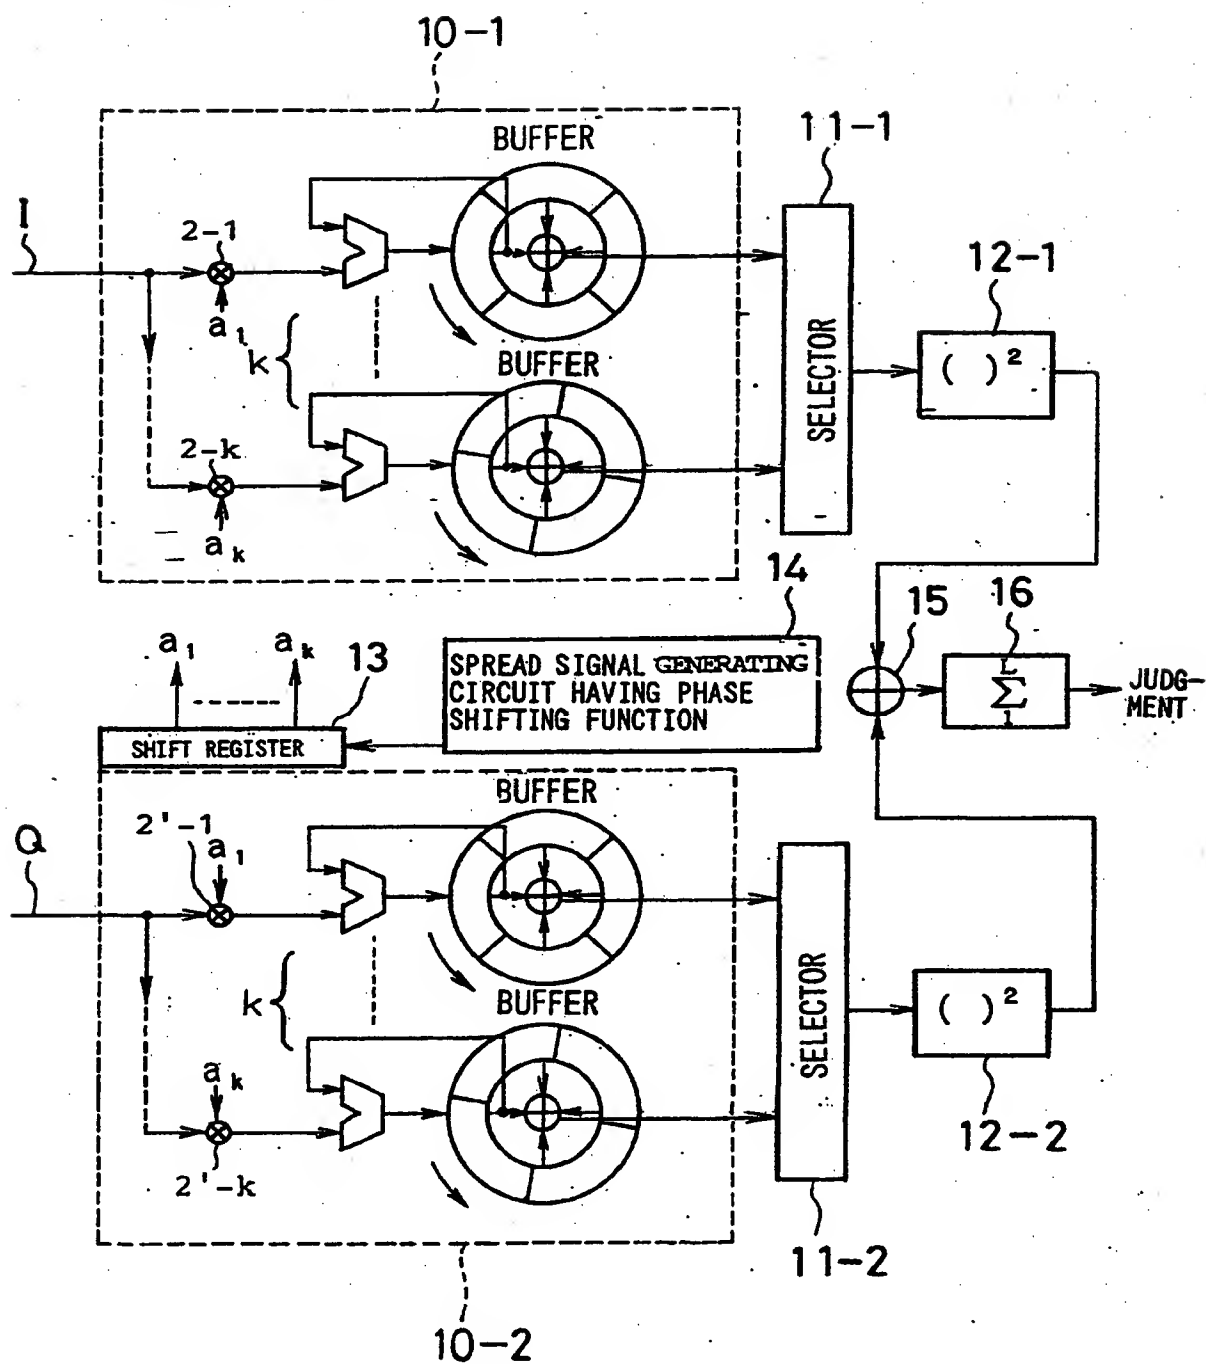 10-1
BUFFER
11-1
I
2-1
12-1
a1
k
( )2
BUFFER
SELECTOR
2-k
ak
14
15
16
a1
ak
13
SPREAD SIGNAL GENERATING
CIRCUIT HAVING PHASE
SHIFTING FUNCTION
L
Σ
1
JUDG-
MENT
SHIFT REGISTER
BUFFER
2'-1
a1
Q
SELECTOR
k
BUFFER
( )2
ak
12-2
2'-k
11-2
10-2